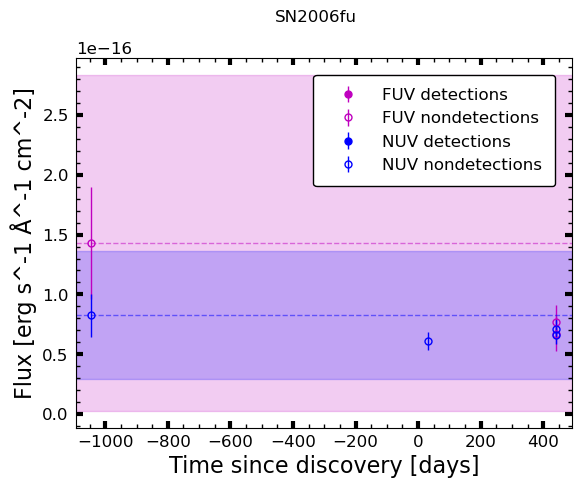 SN2006fu
1e−16
Flux [erg s^-1 Å^-1 cm^-2]
2.5
2.0
1.5
1.0
0.5
0.0
FUV detections
FUV nondetections
NUV detections
NUV nondetections
−1000 −800 −600 −400 −200 0 200 400
Time since discovery [days]